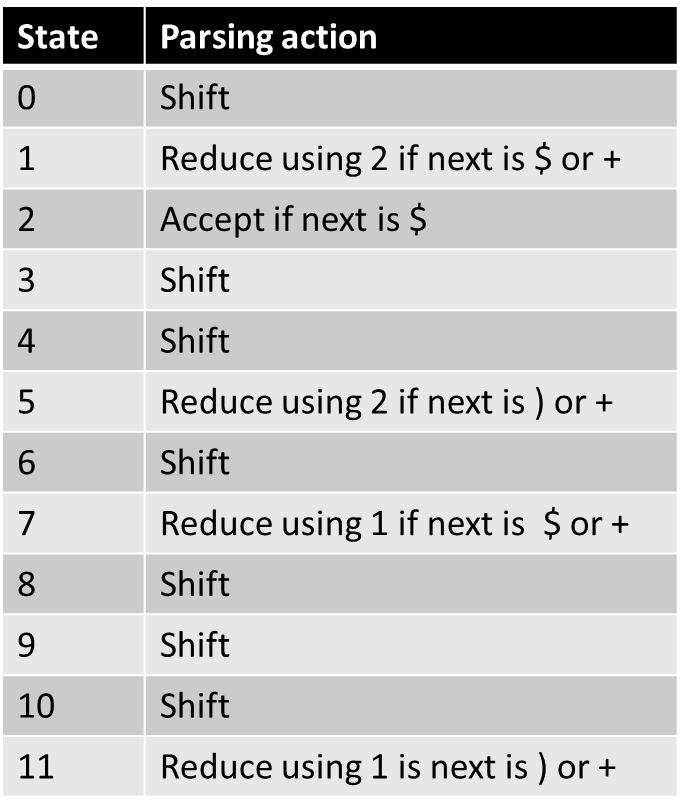 State Parsing action
0 Shift
1 Reduce using 2 if next is $ or +
2 Accept if next is $
3 Shift
4 Shift
5 Reduce using 2 if next is ) or +
6 Shift
7 Reduce using 1 if next is $ or +
8 Shift
9 Shift
10 Shift
11 Reduce using 1 is next is ) or +